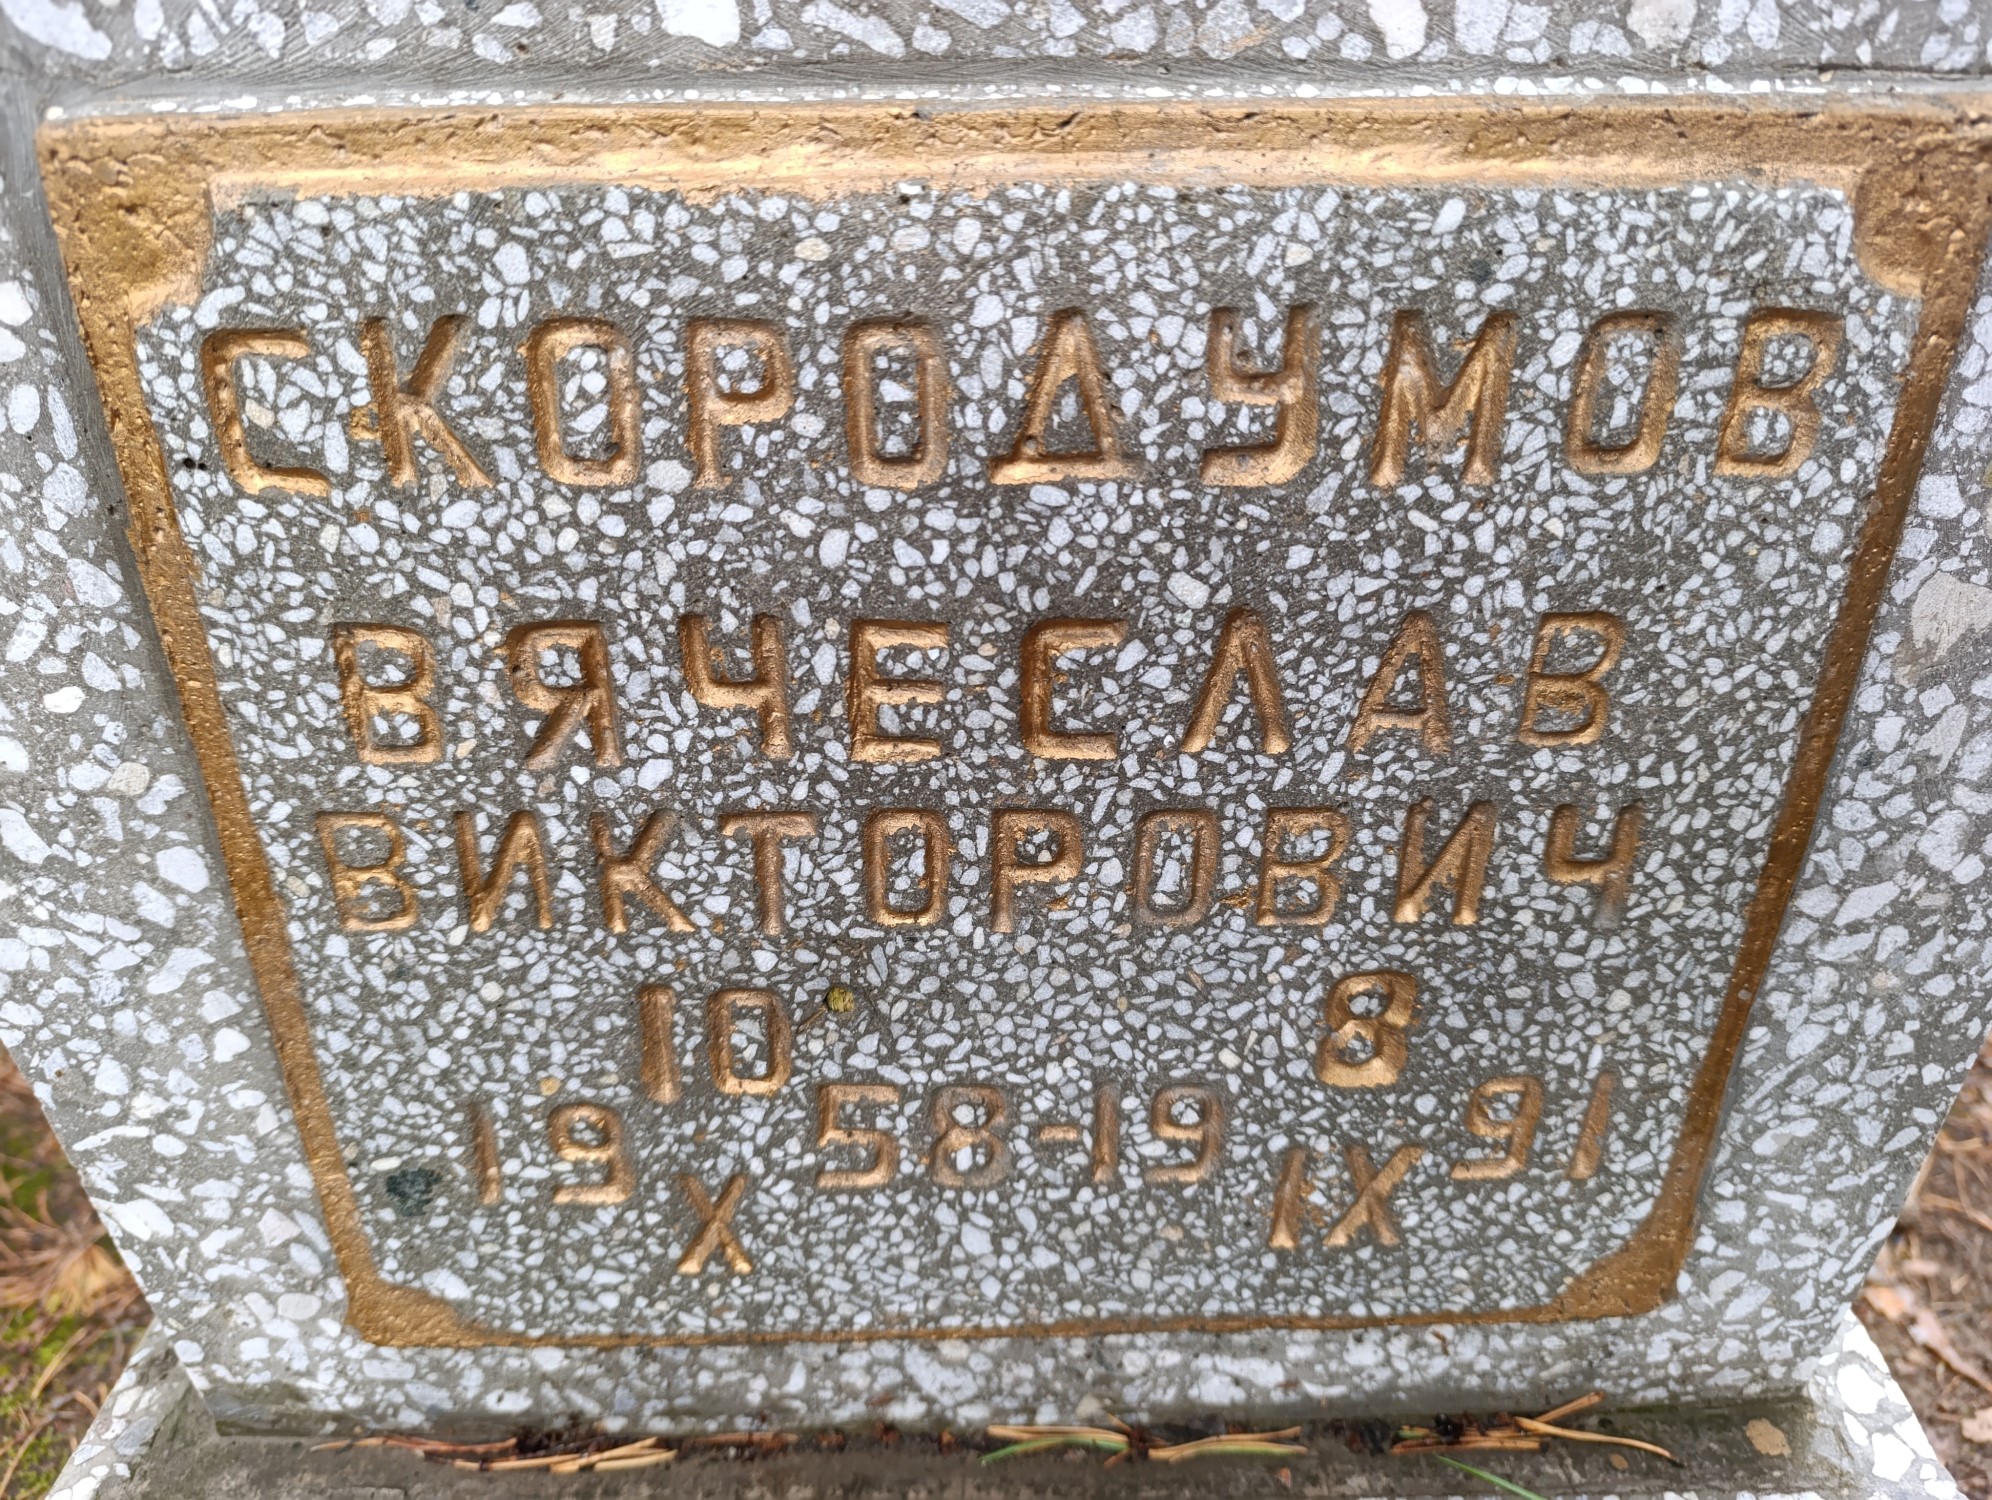 СКОРОДУМОВ
ВЯЧЕСЛАВ
ВИКТОРОВИЧ
10 8
19 58-19 91
X IX